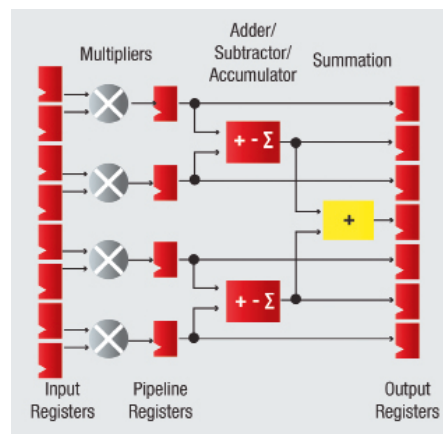 Multipliers
Adder/
Subtractor/
Accumulator
Summation
+ - Σ
+
+ - Σ
Input
Registers
Pipeline
Registers
Output
Registers